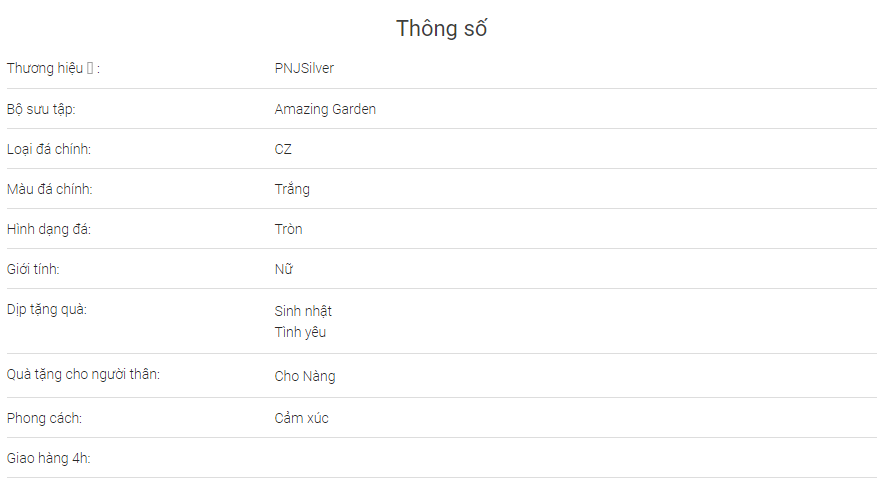 Thông số
Thương hiệu :
PNJSilver
Bộ sưu tập:
Amazing Garden
Loại đá chính:
CZ
Màu đá chính:
Trắng
Hình dạng đá:
Tròn
Giới tính:
Nữ
Dịp tặng quà:
Sinh nhật
Tình yêu
Quà tặng cho người thân:
Cho Nàng
Phong cách:
Cảm xúc
Giao hàng 4h: